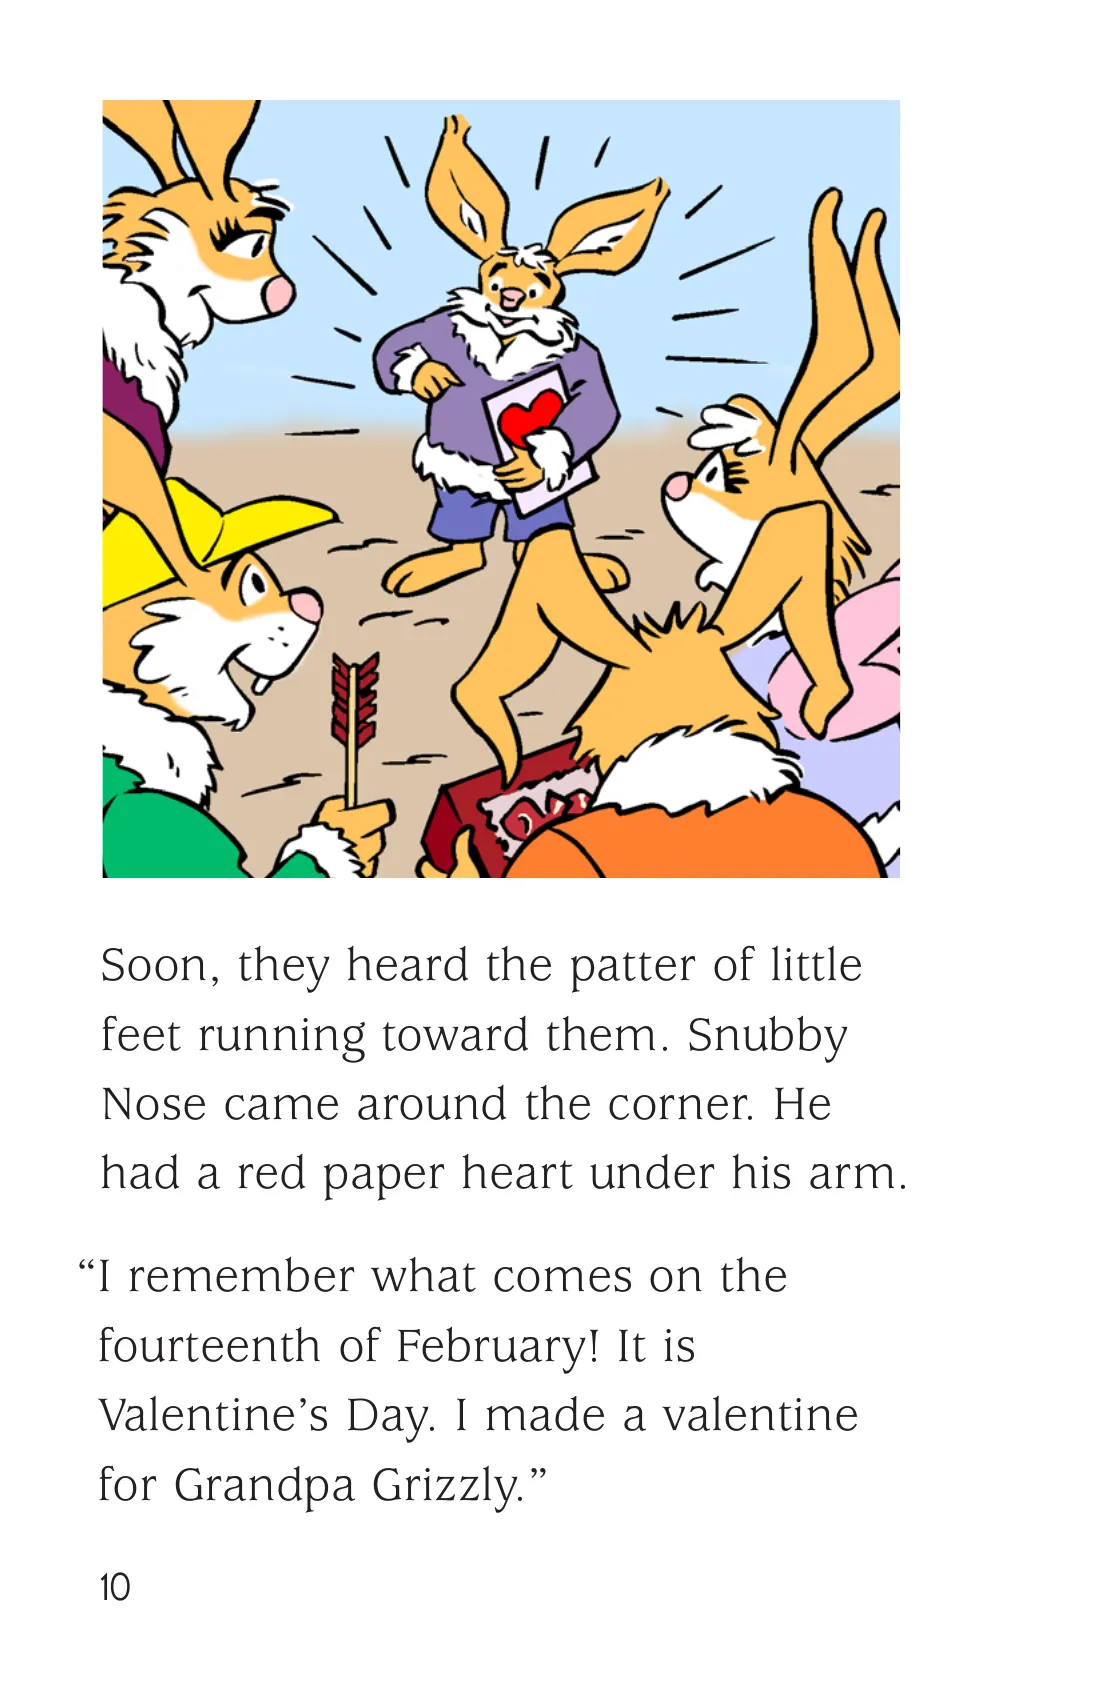 Soon, they heard the patter of little
feet running toward them. Snubby
Nose came around the corner. He
had a red paper heart under his arm.
“I remember what comes on the
fourteenth of February! It is
Valentine’s Day. I made a valentine
for Grandpa Grizzly.”
10